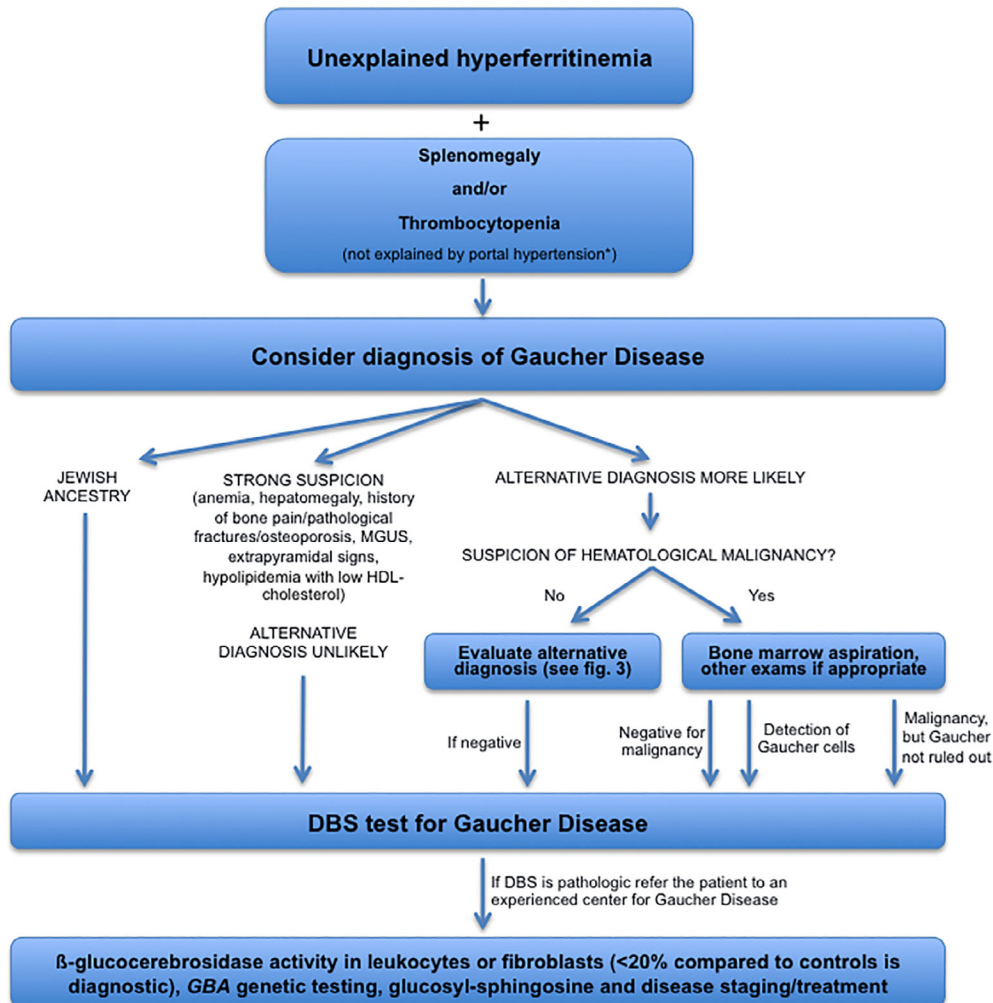 Unexplained hyperferritinemia
+
Splenomegaly
and/or
Thrombocytopenia
(not explained by portal hypertension*)
Consider diagnosis of Gaucher Disease
JEWISH
ANCESTRY
STRONG SUSPICION
(anemia, hepatomegaly, history
of bone pain/pathological
fractures/osteoporosis, MGUS,
extrapyramidal signs,
hypolipidemia with low HDL-
cholesterol)
ALTERNATIVE
DIAGNOSIS UNLIKELY
ALTERNATIVE DIAGNOSIS MORE LIKELY
SUSPICION OF HEMATOLOGICAL MALIGNANCY?
No
Yes
Evaluate alternative
diagnosis (see fig. 3)
Bone marrow aspiration,
other exams if appropriate
If negative
Negative for
malignancy
Detection of
Gaucher cells
Malignancy,
but Gaucher
not ruled out
DBS test for Gaucher Disease
If DBS is pathologic refer the patient to an
experienced center for Gaucher Disease
ß-glucocerebrosidase activity in leukocytes or fibroblasts (<20% compared to controls is
diagnostic), GBA genetic testing, glucosyl-sphingosine and disease staging/treatment